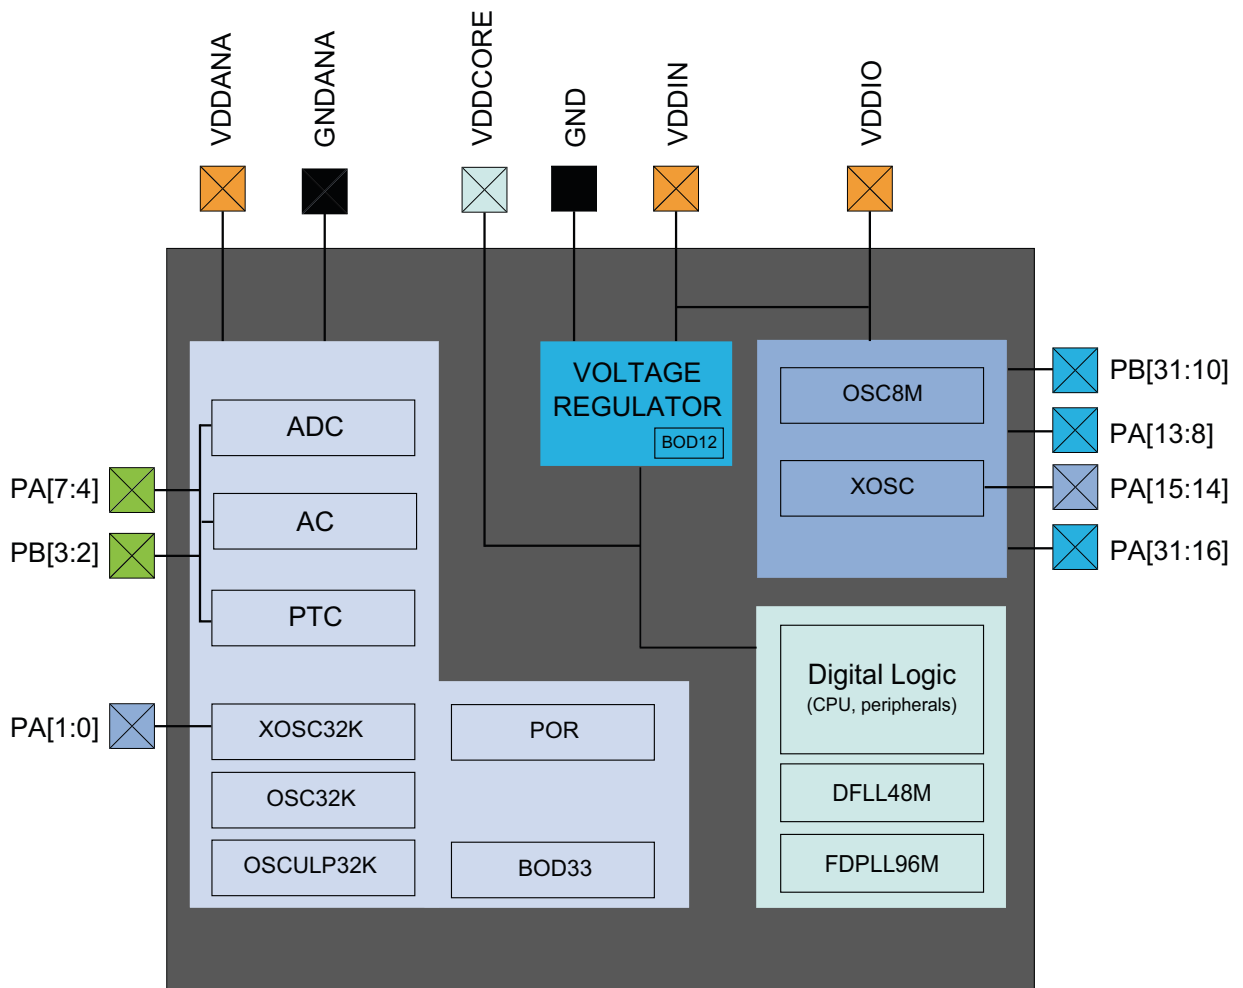 VDDANA
GNDANA
VDDCORE
GND
VDDIN
VDDIO
VOLTAGE
REGULATOR
BOD12
OSC8M
XOSC
PB[31:10]
PA[13:8]
PA[15:14]
PA[31:16]
ADC
AC
PTC
PA[7:4]
PB[3:2]
PA[1:0]
XOSC32K
POR
OSC32K
OSCULP32K
BOD33
Digital Logic
(CPU, peripherals)
DFLL48M
FDPLL96M